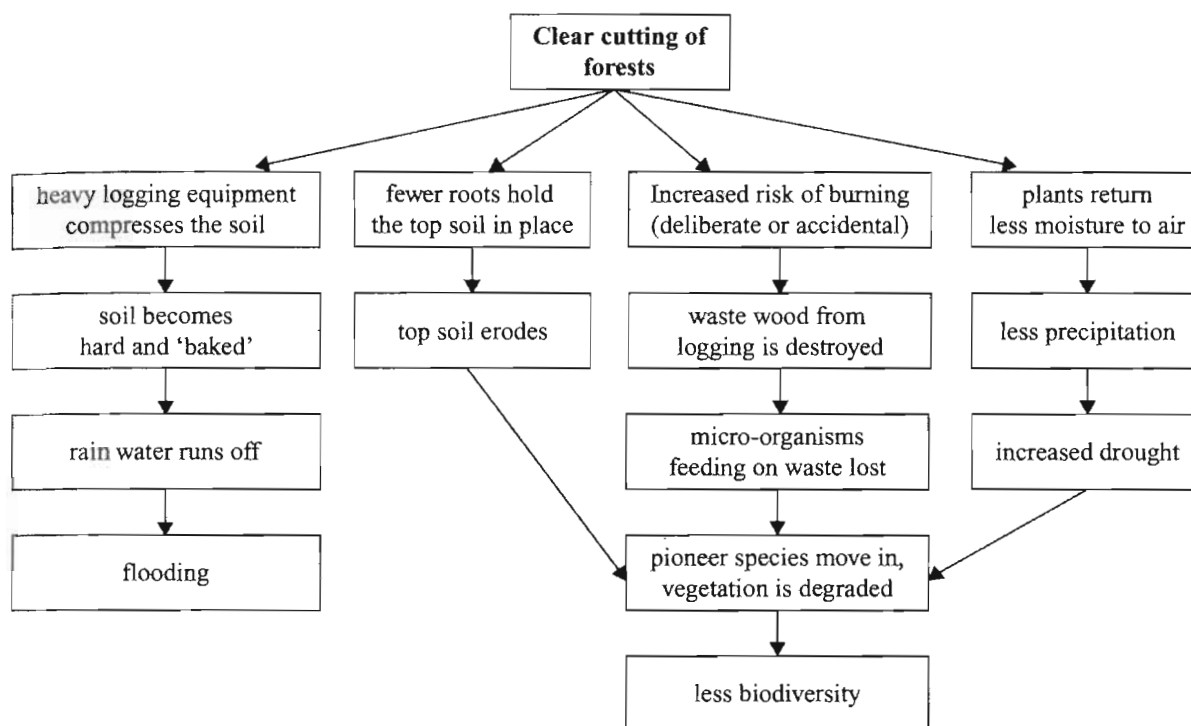 Clear cutting of
forests
heavy logging equipment
compresses the soil
fewer roots hold
the top soil in place
Increased risk of burning
(deliberate or accidental)
plants return
less moisture to air
soil becomes
hard and ‘baked’
top soil erodes
waste wood from
logging is destroyed
less precipitation
rain water runs off
micro-organisms
feeding on waste lost
increased drought
flooding
pioneer species move in,
vegetation is degraded
less biodiversity